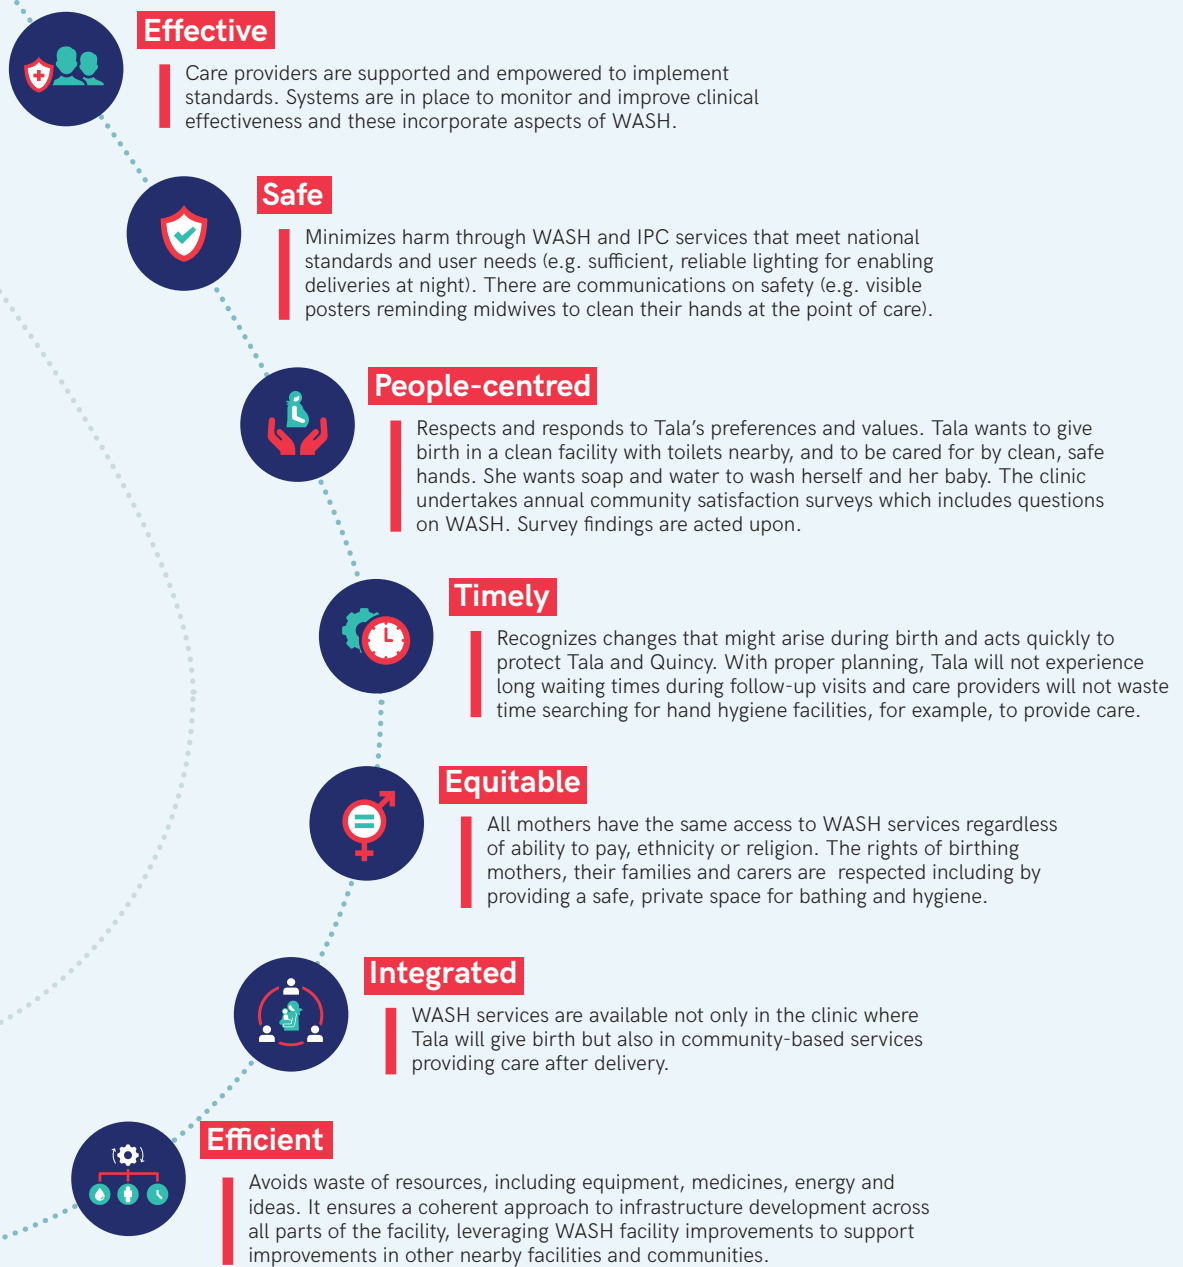 Effective
Care providers are supported and empowered to implement
standards. Systems are in place to monitor and improve clinical
effectiveness and these incorporate aspects of WASH.
Safe
Minimizes harm through WASH and IPC services that meet national
standards and user needs (e.g. sufficient, reliable lighting for enabling
deliveries at night). There are communications on safety (e.g. visible
posters reminding midwives to clean their hands at the point of care).
People-centred
Respects and responds to Tala’s preferences and values. Tala wants to give
birth in a clean facility with toilets nearby, and to be cared for by clean, safe
hands. She wants soap and water to wash herself and her baby. The clinic
undertakes annual community satisfaction surveys which includes questions
on WASH. Survey findings are acted upon.
Timely
Recognizes changes that might arise during birth and acts quickly to
protect Tala and Quincy. With proper planning, Tala will not experience
long waiting times during follow-up visits and care providers will not waste
time searching for hand hygiene facilities, for example, to provide care.
Equitable
All mothers have the same access to WASH services regardless
of ability to pay, ethnicity or religion. The rights of birthing
mothers, their families and carers are respected including by
providing a safe, private space for bathing and hygiene.
Integrated
WASH services are available not only in the clinic where
Tala will give birth but also in community-based services
providing care after delivery.
Efficient
Avoids waste of resources, including equipment, medicines, energy and
ideas. It ensures a coherent approach to infrastructure development across
all parts of the facility, leveraging WASH facility improvements to support
improvements in other nearby facilities and communities.